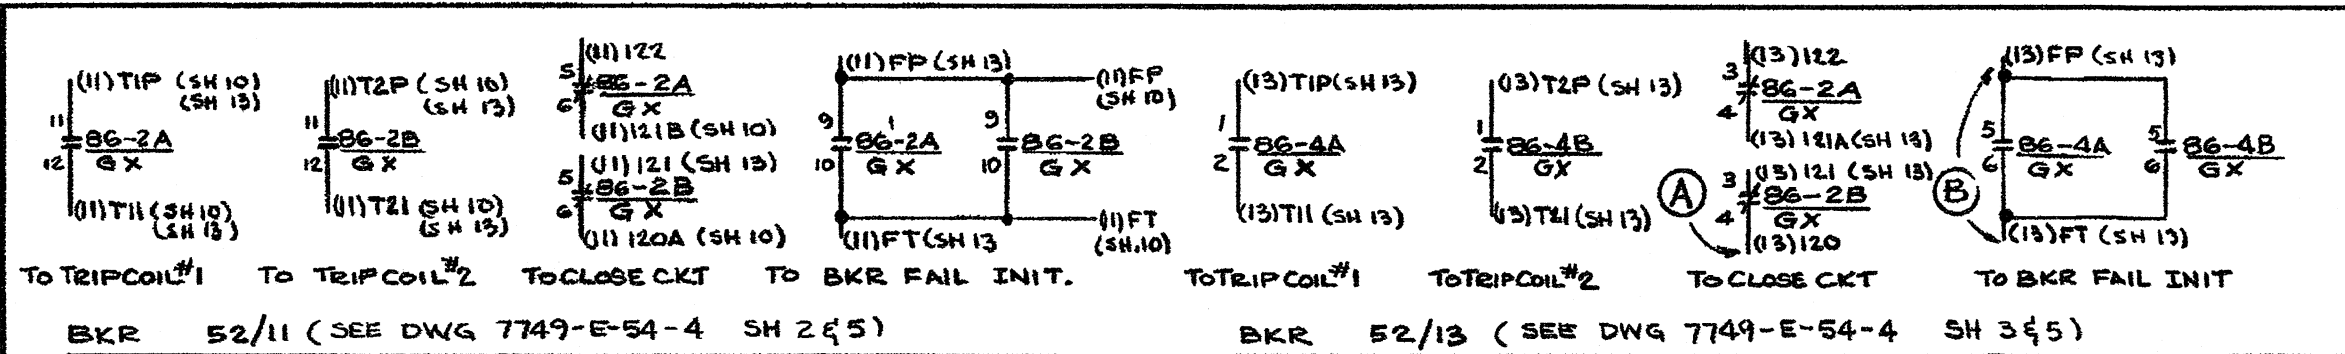 (11)T1P (SH 10)
(SH 13)
11
86-2A
GX
12
(11)T11 (SH 10)
(SH 13)
TO TRIP COIL #1
(11)T2P (SH 10)
(SH 13)
11
86-2B
GX
12
(11)T21 (SH 10)
(SH 13)
TO TRIP COIL #2
(11)122
5
86-2A
GX
6
(11)121B (SH 10)
(11)121 (SH 13)
5
86-2B
GX
6
(11)120A (SH 10)
TO CLOSE CKT
(11)FP (SH 13)
(11)FP
(SH 10)
9
86-2A
GX
10
9
86-2B
GX
10
(11)FT (SH 13
(11)FT
(SH.10)
TO BKR FAIL INIT.
BKR 52/11 (SEE DWG 7749-E-54-4 SH 2 & 5)
(13)T1P (SH 13)
1
86-4A
GX
2
(13)T11 (SH 13)
TO TRIP COIL #1
(13)T2P (SH 13)
1
86-4B
GX
2
(13)T21 (SH 13)
TO TRIP COIL #2
(13)122
3
86-2A
GX
4
(13)121A (SH 13)
(13)121 (SH 13)
3
86-2B
GX
4
(13)120
A
TO CLOSE CKT
(13)FP (SH 13)
5
86-4A
GX
6
5
86-4B
GX
6
B
(13)FT (SH 13)
TO BKR FAIL INIT
BKR 52/13 (SEE DWG 7749-E-54-4 SH 3 & 5)